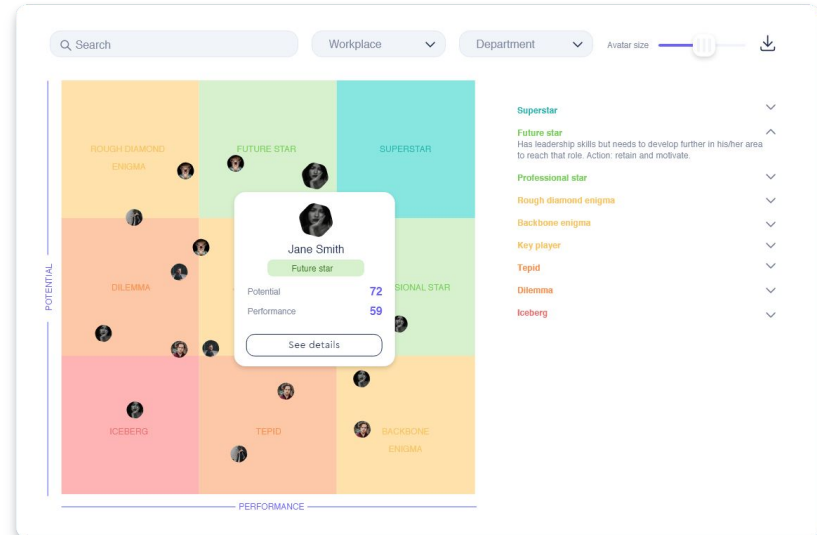 Search
Workplace
Department
Avatar size
ROUGH DIAMOND
ENIGMA
FUTURE STAR
SUPERSTAR
Superstar
Future star
Has leadership skills but needs to develop further in his/her area
to reach that role. Action: retain and motivate.
Professional star
Rough diamond enigma
Backbone enigma
Key player
Tepid
Dilemma
Iceberg
Jane Smith
Future star
Potential 72
Performance 59
See details
POTENTIAL
DILEMMA
SIONAL STAR
ICEBERG
TEPID
BACKBONE
ENIGMA
PERFORMANCE